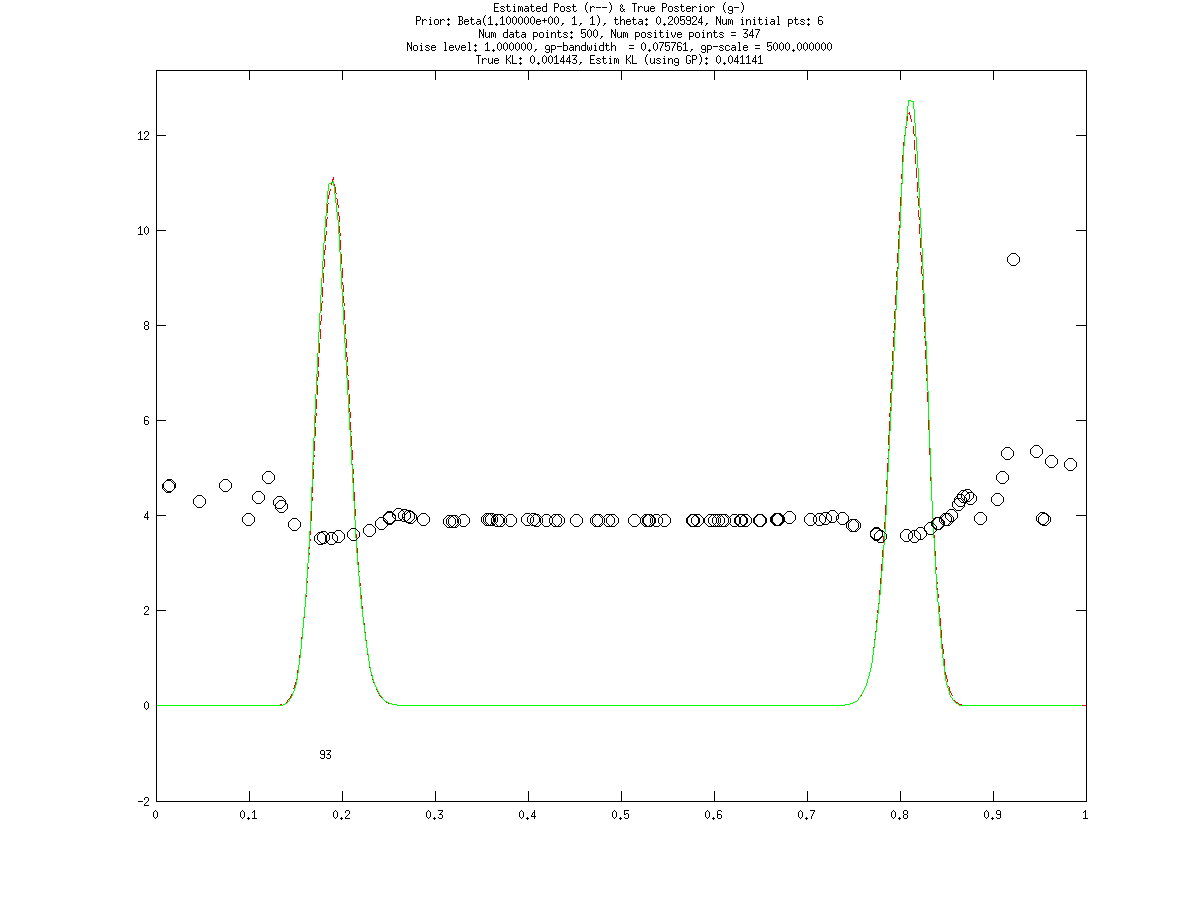 Estimated Post (r--) & True Posterior (g-)
Prior: Beta(1.100000e+00, 1, 1), theta: 0.205924, Num initial pts: 6
Num data points: 500, Num positive points = 347
Noise level: 1.000000, gp-bandwidth  = 0.075761, gp-scale = 5000.000000
True KL: 0.001443, Estim KL (using GP): 0.041141
12
10
8
6
4
2
0
93
-2
0 0.1 0.2 0.3 0.4 0.5 0.6 0.7 0.8 0.9 1